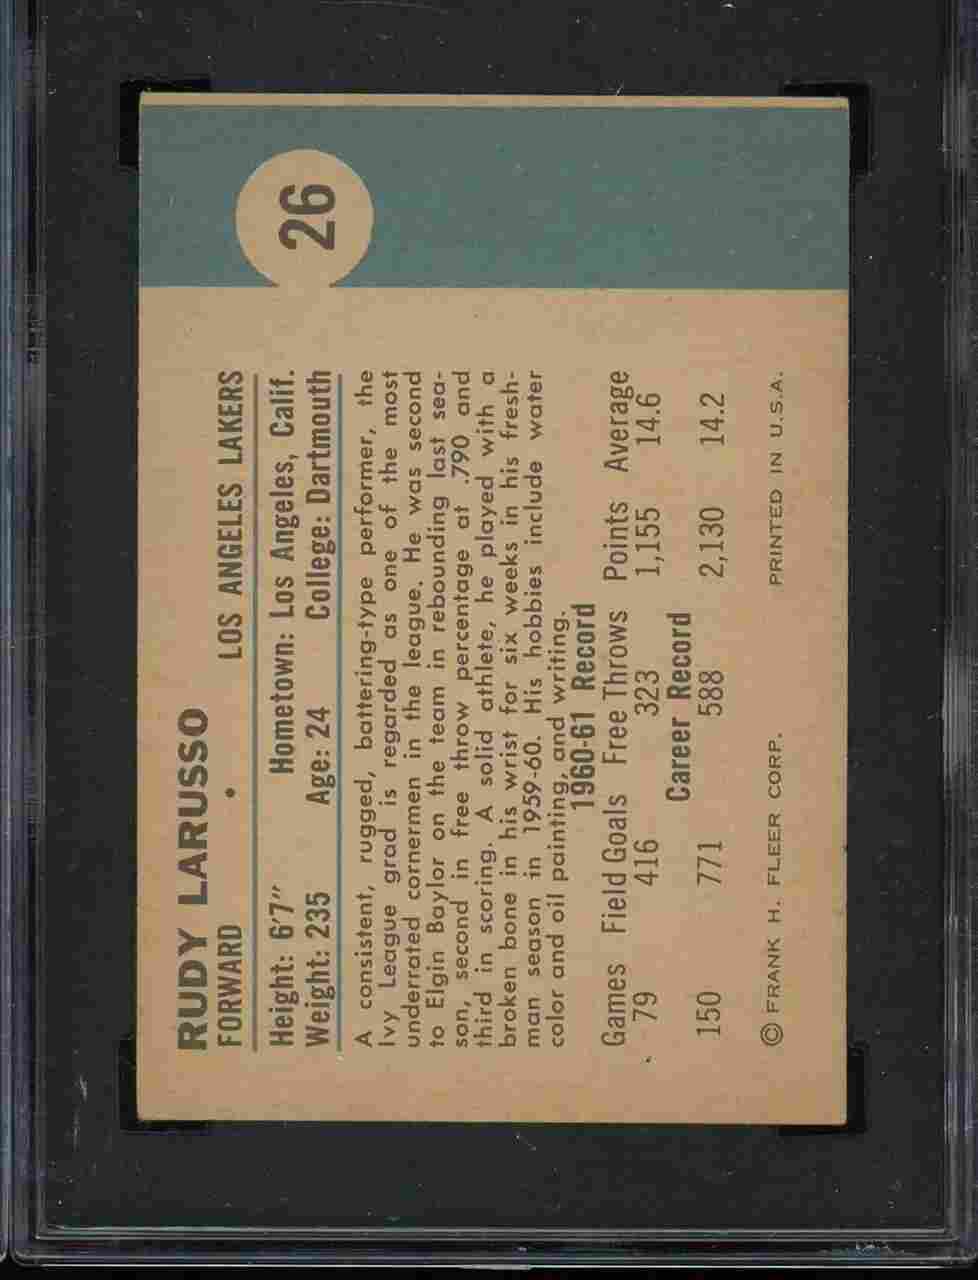 26
RUDY LARUSSO
FORWARD • LOS ANGELES LAKERS
Height: 6'7" Hometown: Los Angeles, Calif.
Weight: 235 Age: 24 College: Dartmouth
A consistent, rugged, battering-type performer, the
Ivy League grad is regarded as one of the most
underrated cornermen in the league. He was second
to Elgin Baylor on the team in rebounding last sea-
son, second in free throw percentage at .790 and
third in scoring. A solid athlete, he played with a
broken bone in his wrist for six weeks in his fresh-
man season in 1959-60. His hobbies include water
color and oil painting, and writing.
1960-61 Record
Games Field Goals Free Throws Points Average
79 416 323 1,155 14.6
Career Record
150 771 588 2,130 14.2
© FRANK H. FLEER CORP. PRINTED IN U.S.A.